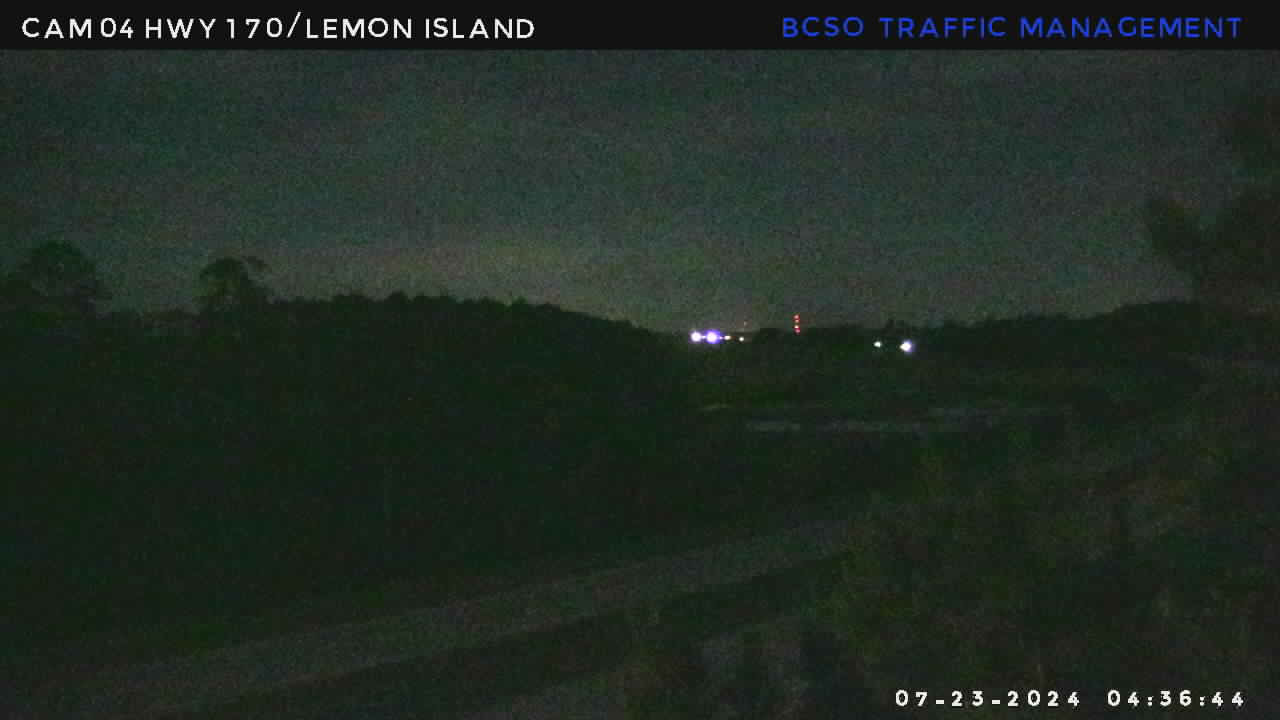 CAM04 HWY 170/LEMON ISLAND
BCSO TRAFFIC MANAGEMENT
07-23-2024 04:36:44